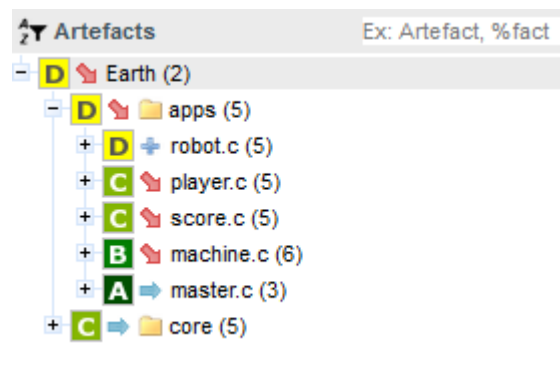 Artefacts Ex: Artefact, %fact
D Earth (2)
D apps (5)
D robot.c (5)
C player.c (5)
C score.c (5)
B machine.c (6)
A master.c (3)
C core (5)